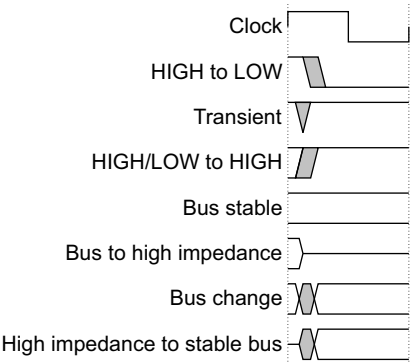 Clock
HIGH to LOW
Transient
HIGH/LOW to HIGH
Bus stable
Bus to high impedance
Bus change
High impedance to stable bus